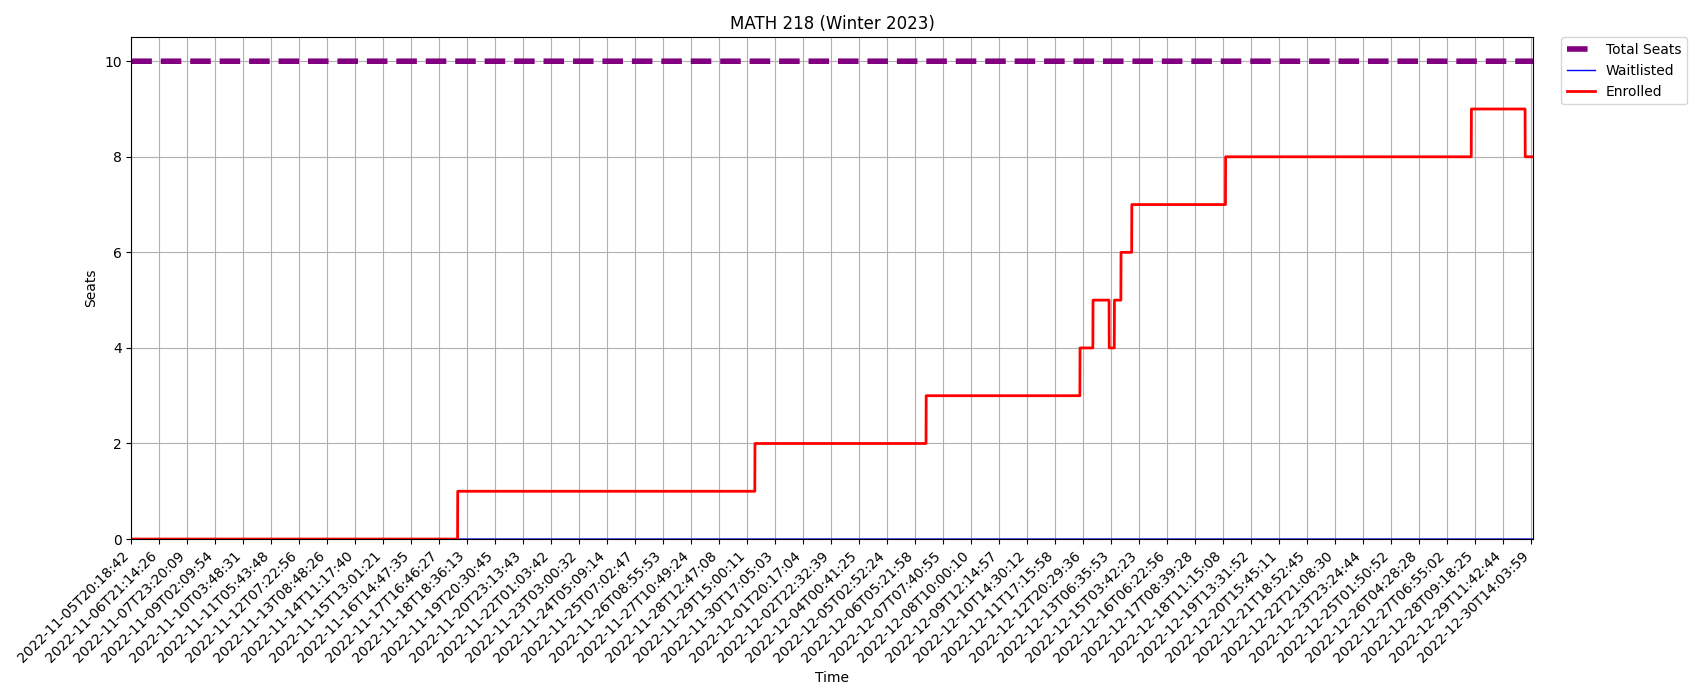 MATH 218 (Winter 2023)
Total Seats
Waitlisted
Enrolled
Seats
10
8
6
4
2
0
2022-11-05T20:18:42
2022-11-06T21:14:26
2022-11-07T23:20:09
2022-11-09T02:09:54
2022-11-10T03:48:31
2022-11-11T05:43:48
2022-11-12T07:22:56
2022-11-13T08:48:26
2022-11-14T11:17:40
2022-11-15T13:01:21
2022-11-16T14:47:35
2022-11-17T16:46:27
2022-11-18T18:36:13
2022-11-19T20:30:45
2022-11-20T23:13:43
2022-11-22T01:03:42
2022-11-23T03:00:32
2022-11-24T05:09:14
2022-11-25T07:02:47
2022-11-26T08:55:53
2022-11-27T10:49:24
2022-11-28T12:47:08
2022-11-29T15:00:11
2022-11-30T17:05:03
2022-12-01T20:17:04
2022-12-02T22:32:39
2022-12-04T00:41:25
2022-12-05T02:52:24
2022-12-06T05:21:58
2022-12-07T07:40:55
2022-12-08T10:00:10
2022-12-09T12:14:57
2022-12-10T14:30:12
2022-12-11T17:15:58
2022-12-12T20:29:36
2022-12-13T06:35:53
2022-12-15T03:42:23
2022-12-16T06:22:56
2022-12-17T08:39:28
2022-12-18T11:15:08
2022-12-19T13:31:52
2022-12-20T15:45:11
2022-12-21T18:52:45
2022-12-22T21:08:30
2022-12-23T23:24:44
2022-12-25T01:50:52
2022-12-26T04:28:28
2022-12-27T06:55:02
2022-12-28T09:18:25
2022-12-29T11:42:44
2022-12-30T14:03:59
Time